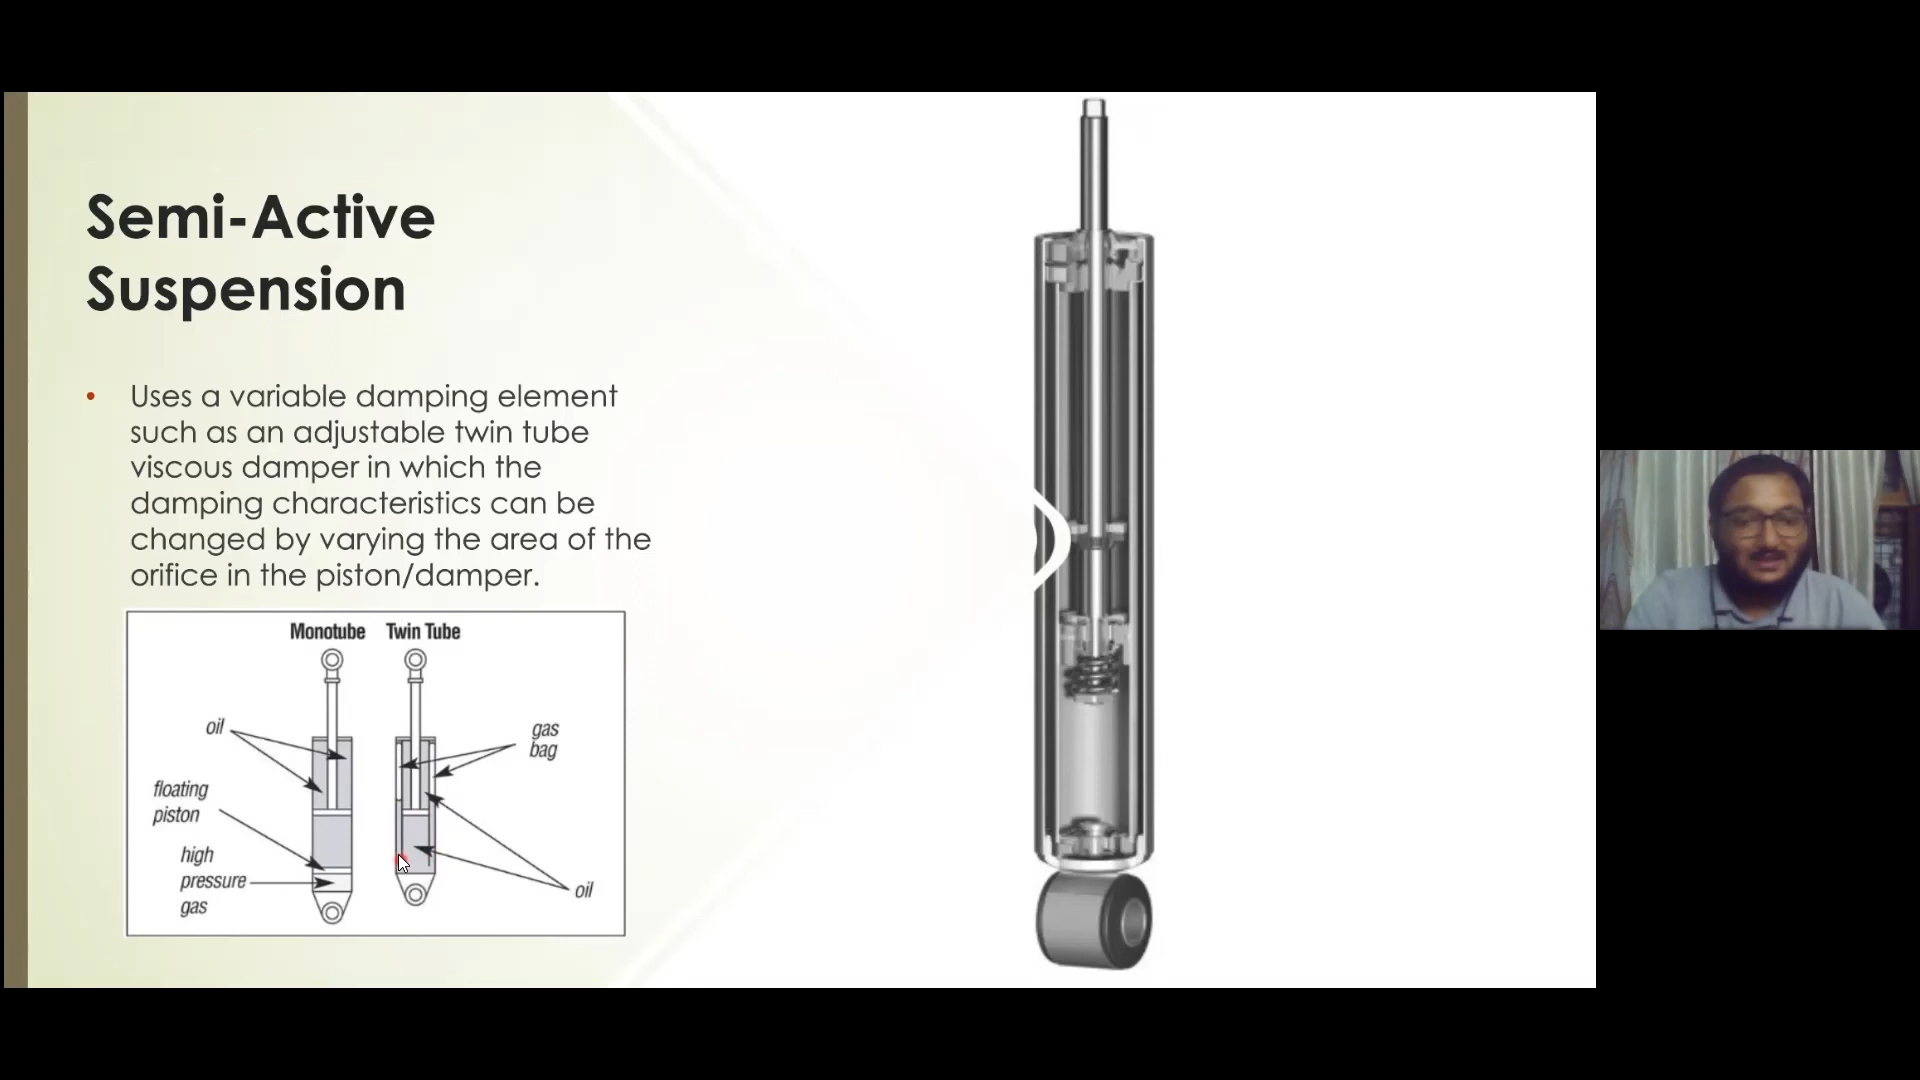 Semi-Active
Suspension
• Uses a variable damping element
such as an adjustable twin tube
viscous damper in which the
damping characteristics can be
changed by varying the area of the
orifice in the piston/damper.
Monotube Twin Tube
oil
gas
bag
floating
piston
high
pressure
gas
oil